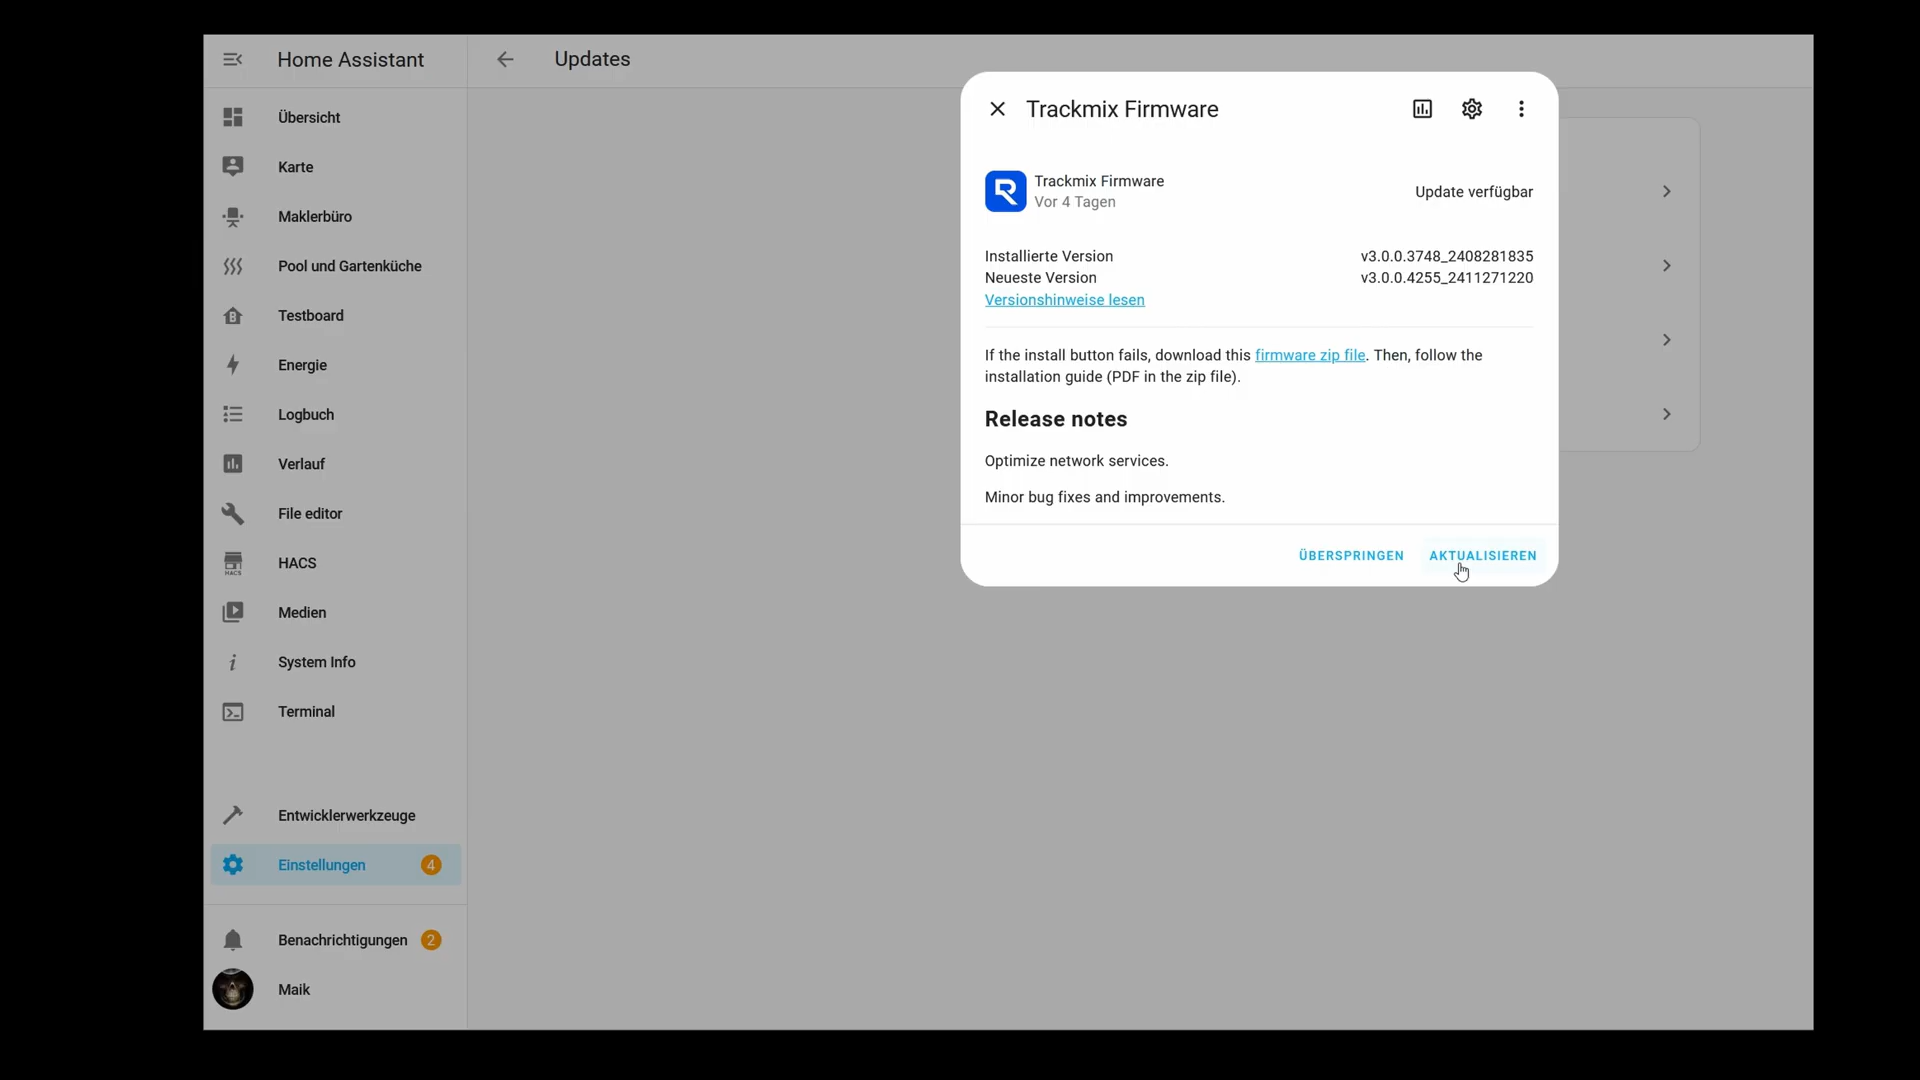 Home Assistant
Updates
Übersicht
Karte
Maklerbüro
Pool und Gartenküche
Testboard
Energie
Logbuch
Verlauf
File editor
HACS
HACS
Medien
System Info
Terminal
Entwicklerwerkzeuge
Einstellungen 4
Benachrichtigungen 2
Maik
Trackmix Firmware
Trackmix Firmware
Vor 4 Tagen
Update verfügbar
Installierte Version v3.0.0.3748_2408281835
Neueste Version v3.0.0.4255_2411271220
Versionshinweise lesen
If the install button fails, download this firmware zip file. Then, follow the
installation guide (PDF in the zip file).
Release notes
Optimize network services.
Minor bug fixes and improvements.
ÜBERSPRINGEN AKTUALISIEREN